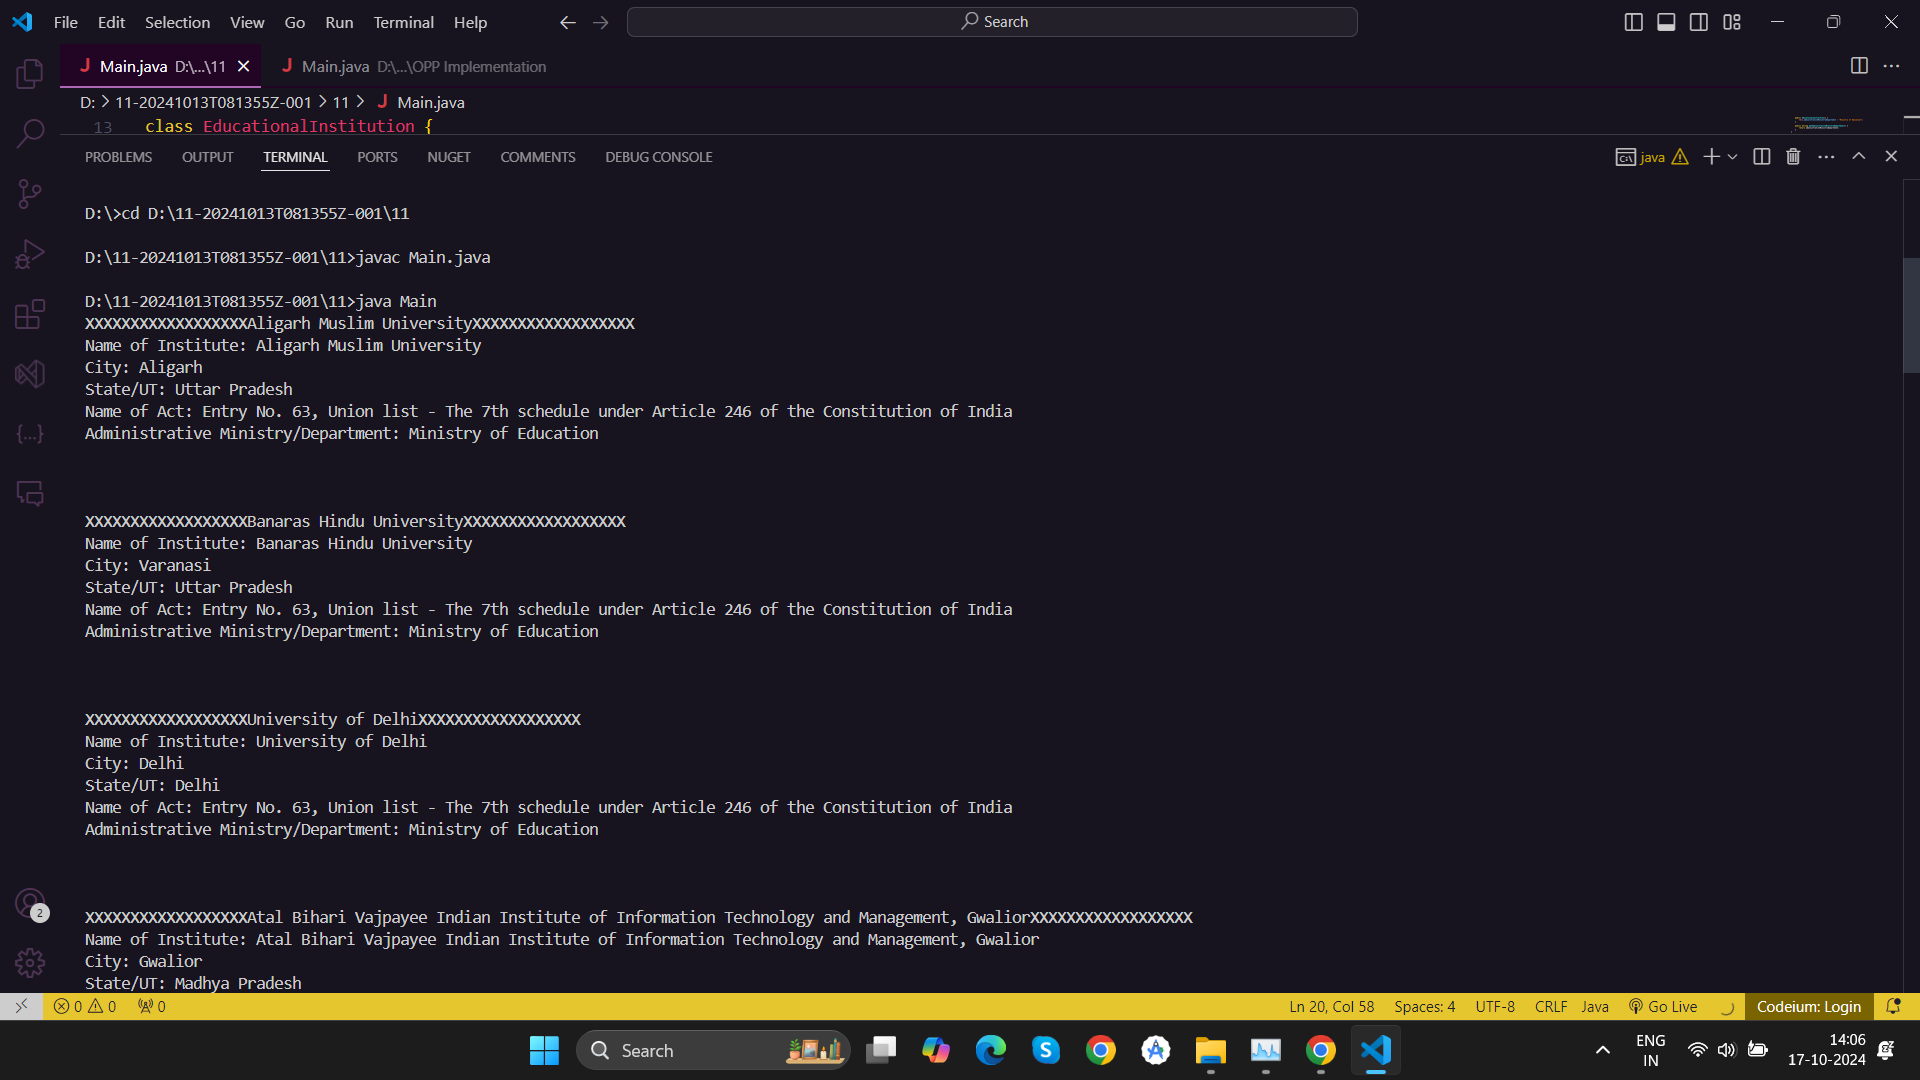 File Edit Selection View Go Run Terminal Help Search
Main.java D:\...\11 Main.java D:\...\OPP Implementation
D: > 11-20241013T081355Z-001 > 11 > Main.java
13 class EducationalInstitution {
PROBLEMS OUTPUT TERMINAL PORTS NUGET COMMENTS DEBUG CONSOLE java
D:\>cd D:\11-20241013T081355Z-001\11
D:\11-20241013T081355Z-001\11>javac Main.java
D:\11-20241013T081355Z-001\11>java Main
XXXXXXXXXXXXXXXXXXAligarh Muslim UniversityXXXXXXXXXXXXXXXXXX
Name of Institute: Aligarh Muslim University
City: Aligarh
State/UT: Uttar Pradesh
Name of Act: Entry No. 63, Union list - The 7th schedule under Article 246 of the Constitution of India
Administrative Ministry/Department: Ministry of Education
XXXXXXXXXXXXXXXXXXBanaras Hindu UniversityXXXXXXXXXXXXXXXXXX
Name of Institute: Banaras Hindu University
City: Varanasi
State/UT: Uttar Pradesh
Name of Act: Entry No. 63, Union list - The 7th schedule under Article 246 of the Constitution of India
Administrative Ministry/Department: Ministry of Education
XXXXXXXXXXXXXXXXXXUniversity of DelhiXXXXXXXXXXXXXXXXXX
Name of Institute: University of Delhi
City: Delhi
State/UT: Delhi
Name of Act: Entry No. 63, Union list - The 7th schedule under Article 246 of the Constitution of India
Administrative Ministry/Department: Ministry of Education
XXXXXXXXXXXXXXXXXXAtal Bihari Vajpayee Indian Institute of Information Technology and Management, GwaliorXXXXXXXXXXXXXXXXXX
Name of Institute: Atal Bihari Vajpayee Indian Institute of Information Technology and Management, Gwalior
City: Gwalior
State/UT: Madhya Pradesh
2
0 0 0 Ln 20, Col 58 Spaces: 4 UTF-8 CRLF Java Go Live Codeium: Login
Search ENG IN 14:06 17-10-2024